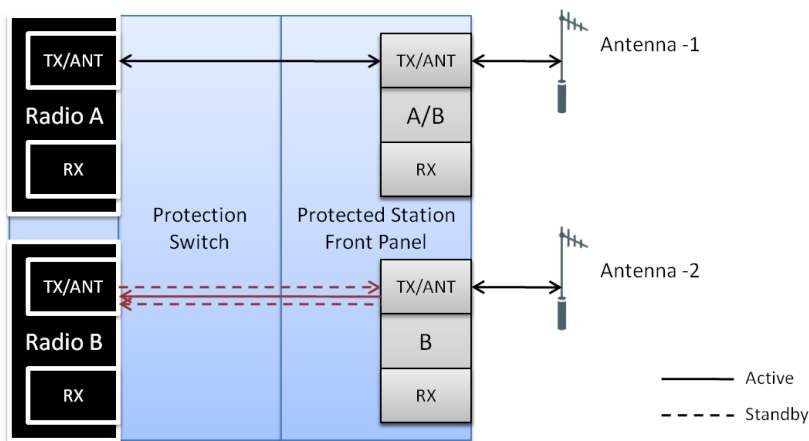 TX/ANT
Radio A
RX
TX/ANT
A/B
RX
Antenna -1
Protection
Switch
Protected Station
Front Panel
TX/ANT
Radio B
RX
TX/ANT
B
RX
Antenna -2
Active
Standby